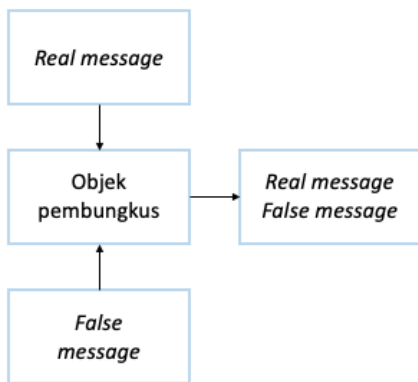 Real message
Objek
pembungkus
Real message
False message
False
message